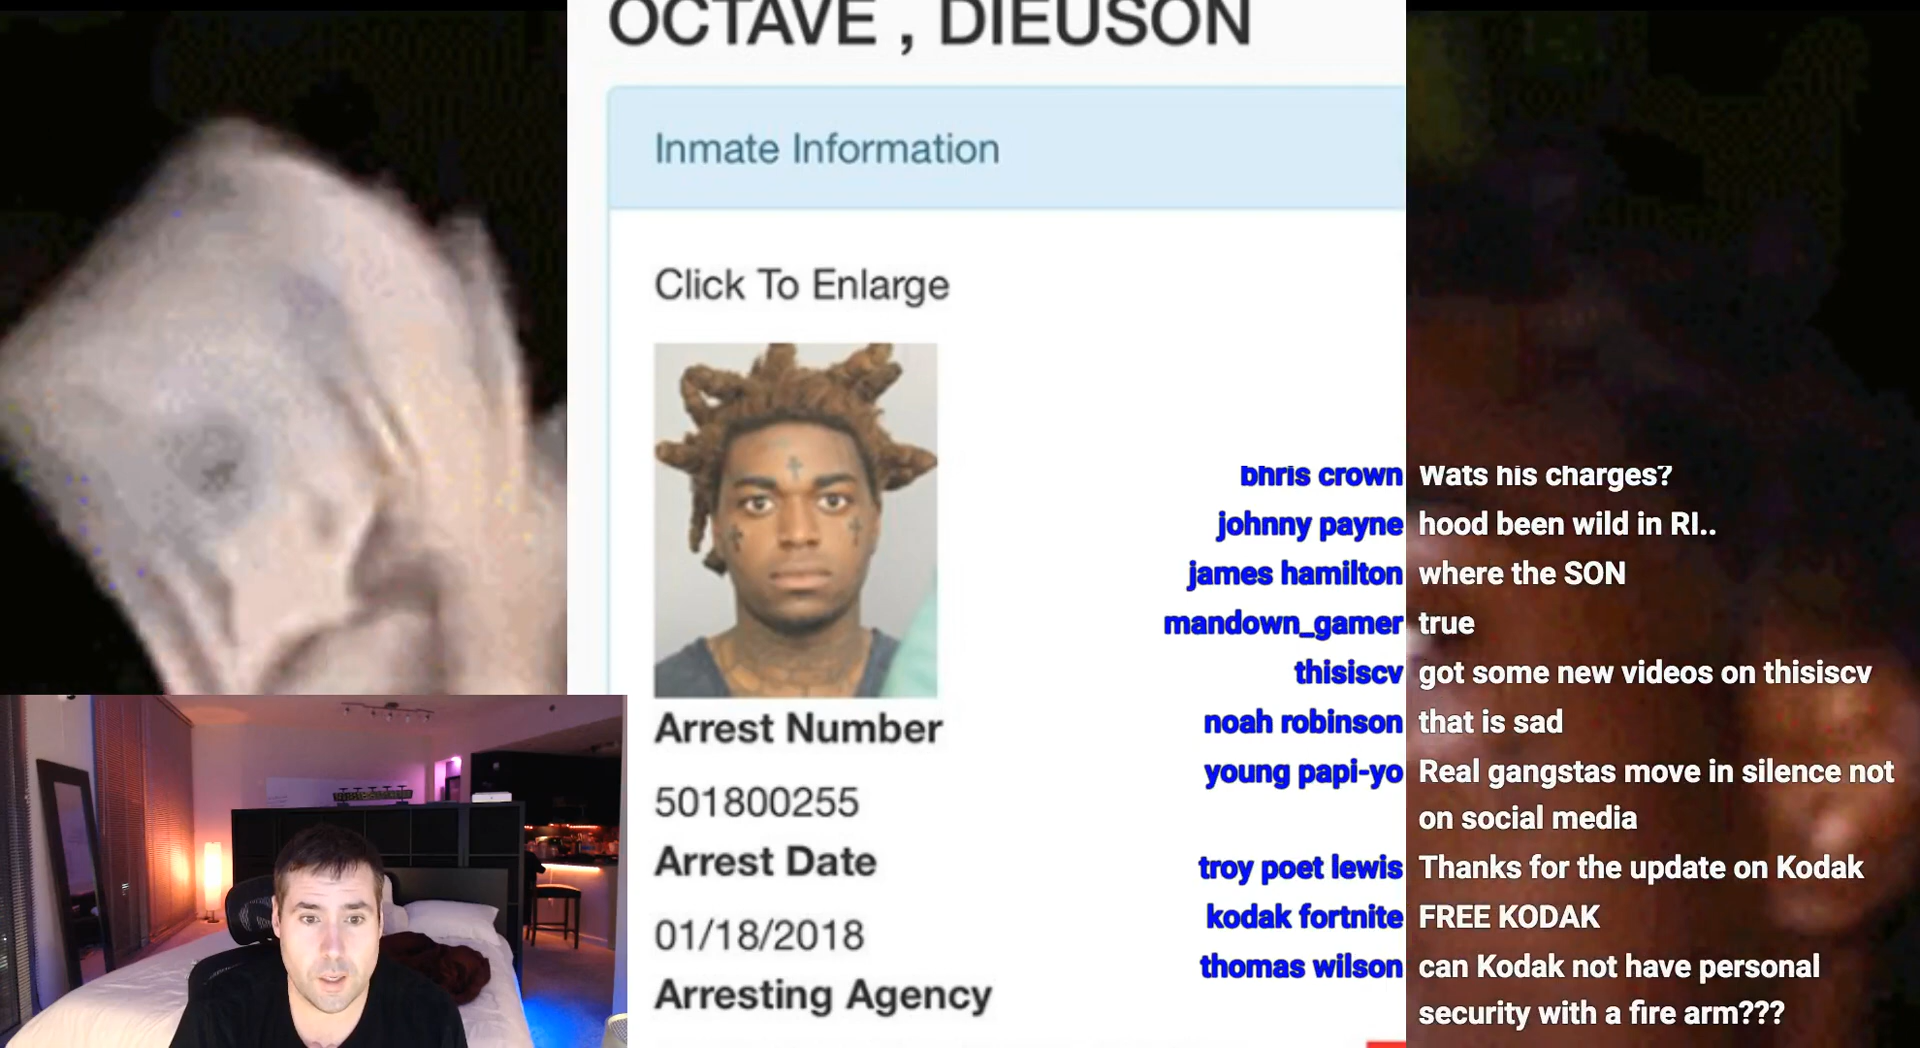 OCTAVE , DIEUSON
Inmate Information
Click To Enlarge
Arrest Number
501800255
Arrest Date
01/18/2018
Arresting Agency
bhris crown Wats his charges?
johnny payne hood been wild in RI..
james hamilton where the SON
mandown_gamer true
thisiscv got some new videos on thisiscv
noah robinson that is sad
young papi-yo Real gangstas move in silence not
on social media
troy poet lewis Thanks for the update on Kodak
kodak fortnite FREE KODAK
thomas wilson can Kodak not have personal
security with a fire arm???